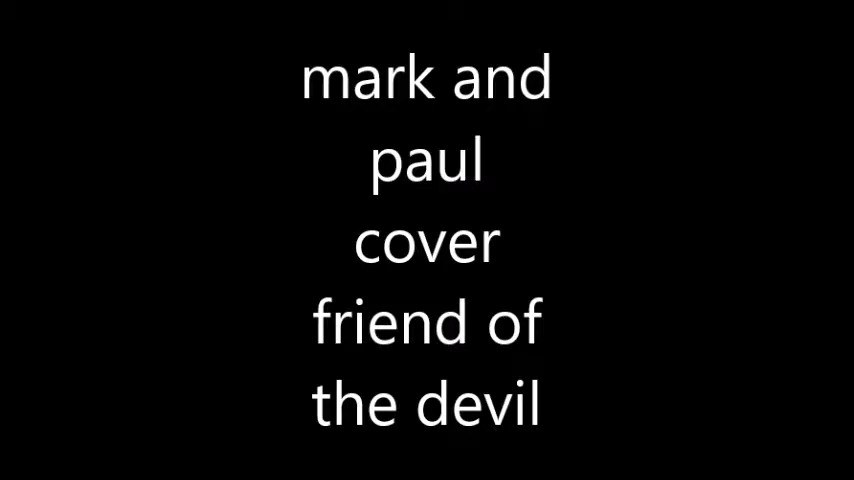 mark and
paul
cover
friend of
the devil